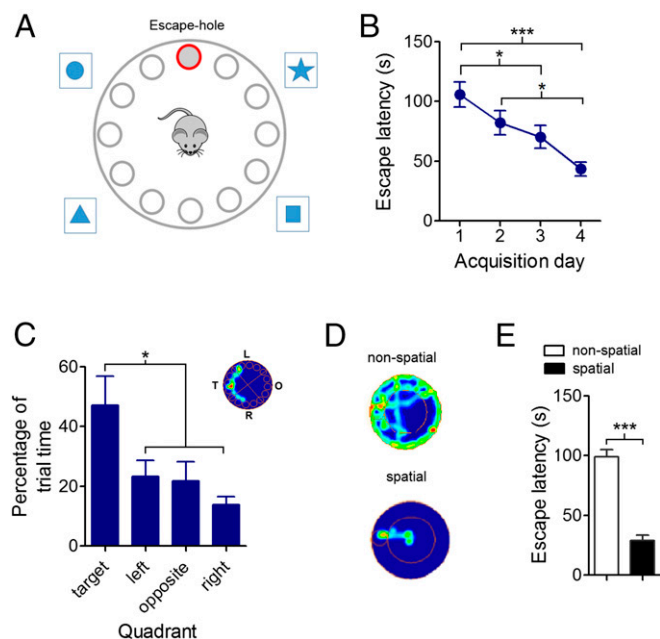 A
Escape-hole
B
***
*
*
Escape latency (s)
150
100
50
0
1 2 3 4
Acquisition day
C
Percentage of
trial time
60
40
20
0
*
L
T O
R
target left opposite right
Quadrant
D
non-spatial
spatial
E
non-spatial
spatial
Escape latency (s)
150
100
50
0
***